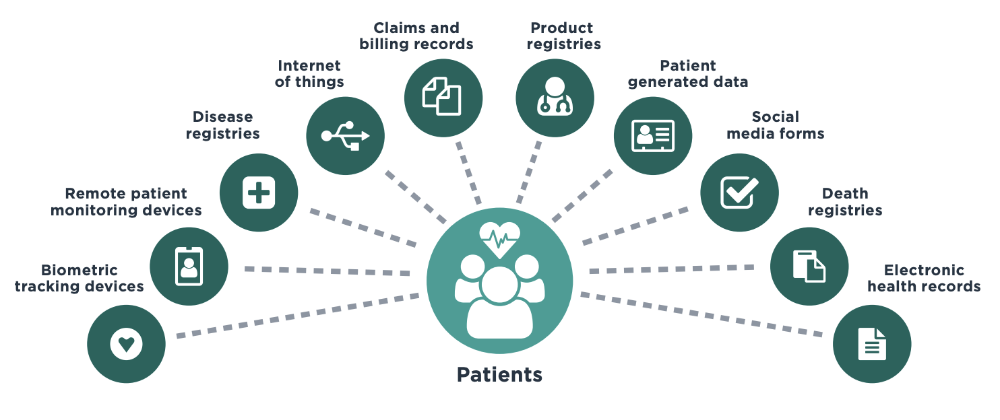 Claims and
billing records
Product
registries
Internet
of things
Patient
generated data
Disease
registries
Social
media forms
Remote patient
monitoring devices
Death
registries
Biometric
tracking devices
Electronic
health records
Patients